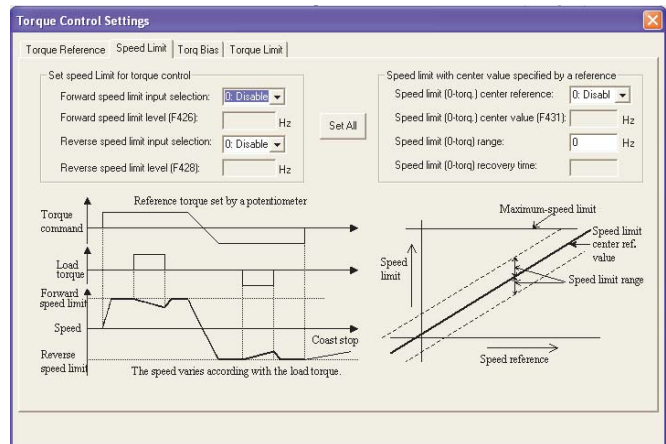 Torque Control Settings
Torque Reference
Speed Limit
Torq Bias
Torque Limit
Set speed Limit for torque control
Forward speed limit input selection:
0: Disable
Forward speed limit level (F426):
Hz
Reverse speed limit input selection:
0: Disable
Reverse speed limit level (F428):
Hz
Set All
Speed limit with center value specified by a reference
Speed limit (0-torq.) center reference:
0: Disabl
Speed limit (0-torq.) center value (F431):
Hz
Speed limit (0-torq) range:
0
Hz
Speed limit (0-torq) recovery time:
Reference torque set by a potentiometer
Torque
command
Load
torque
Forward
speed limit
Speed
Reverse
speed limit
Coast stop
The speed varies according with the load torque.
Maximum-speed limit
Speed limit
center ref.
value
Speed
limit
Speed limit range
Speed reference